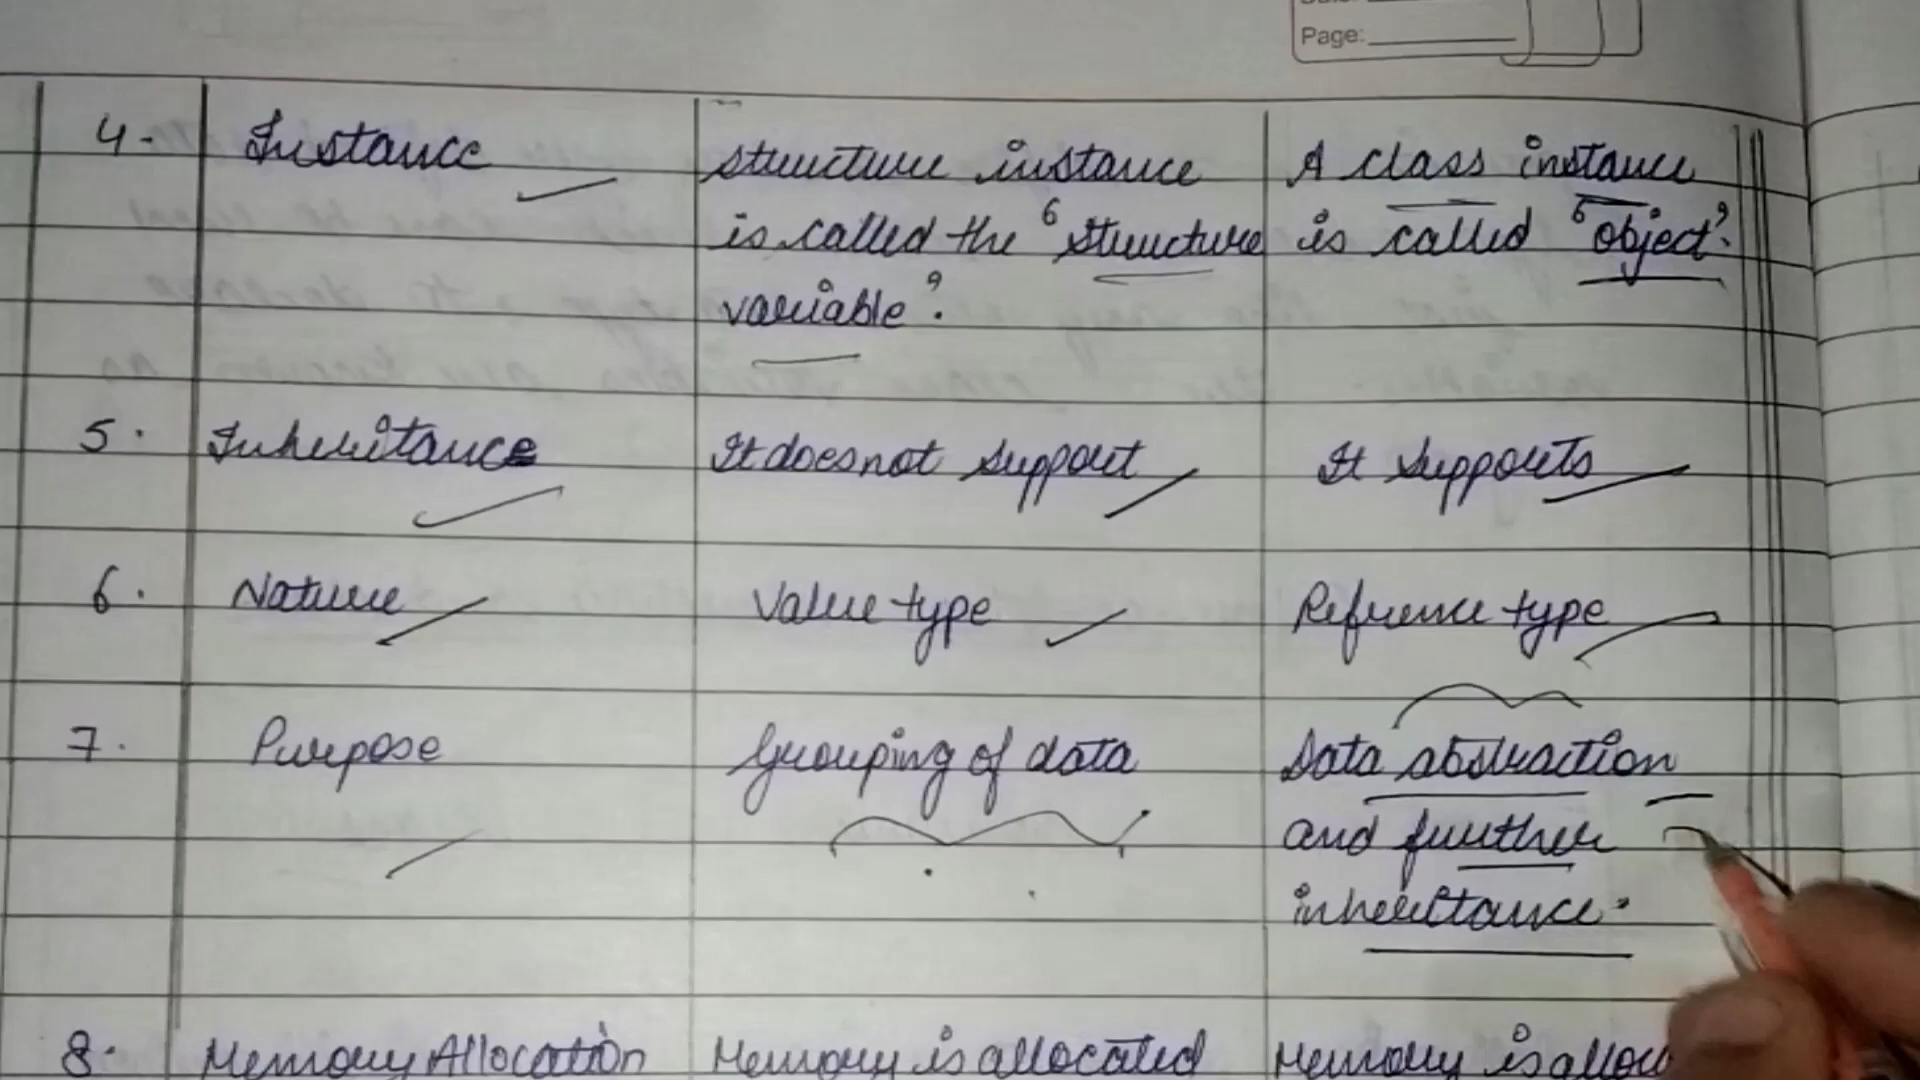 Page:
4. Instance
structure instance
is called the 'structure
variable'.
A class instance
is called 'object'.
5. Inheritance
It does not support
It supports
6. Nature
Value type
Reference type
7. Purpose
Grouping of data
Data abstraction
and further
inheritance.
8. Memory Allocation
Memory is allocated
Memory is